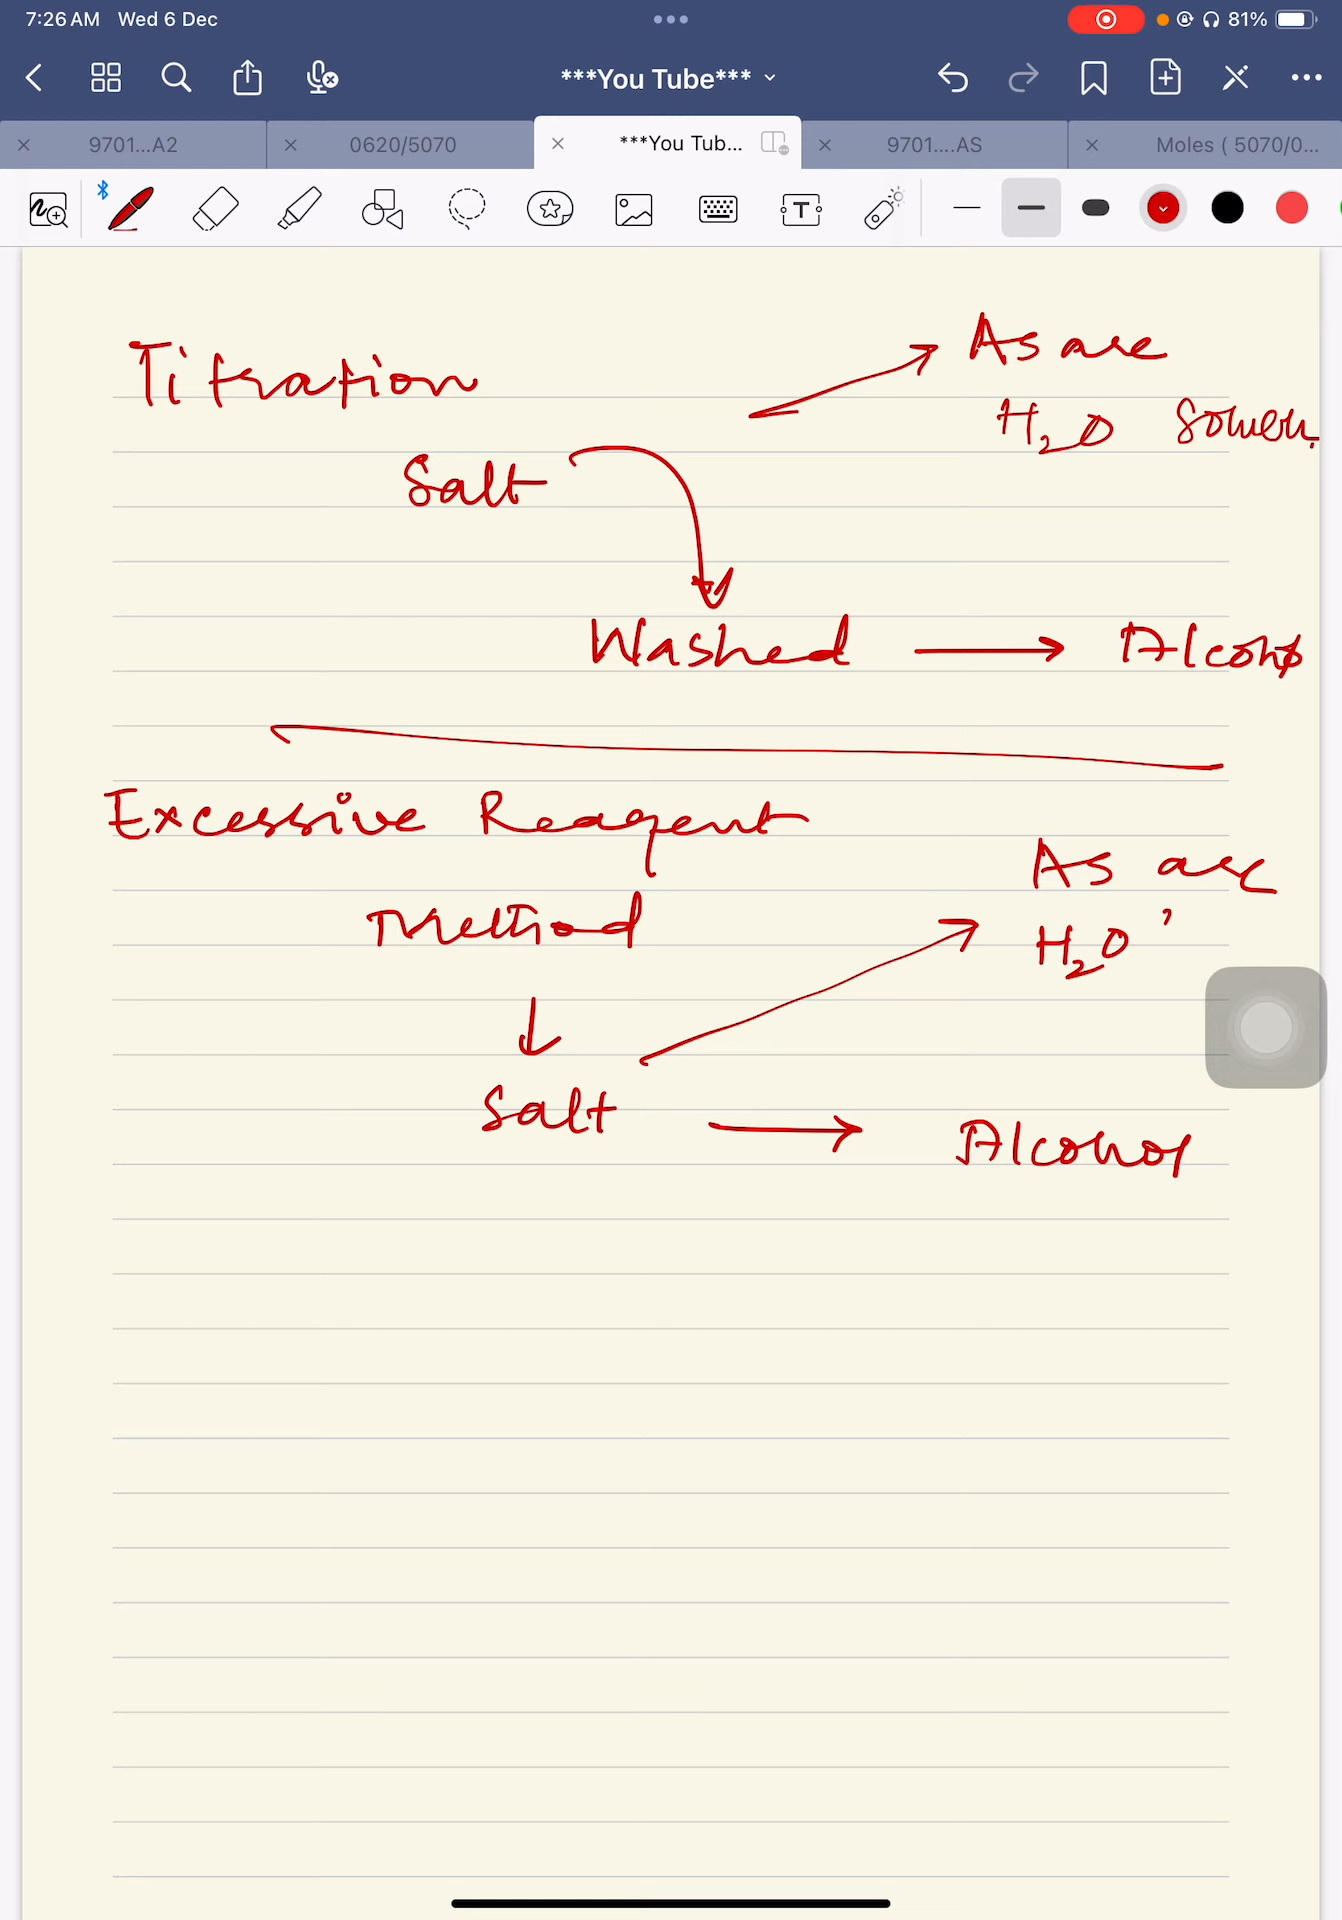 7:26 AM Wed 6 Dec
81%
***You Tube***
9701...A2
0620/5070
***You Tub...
9701....AS
Moles ( 5070/0...
Titration
As are
H2O
Salt
Washed → Alcohol
Excessive Reagent
Method
As are
H2O
↓
Salt → Alcohol